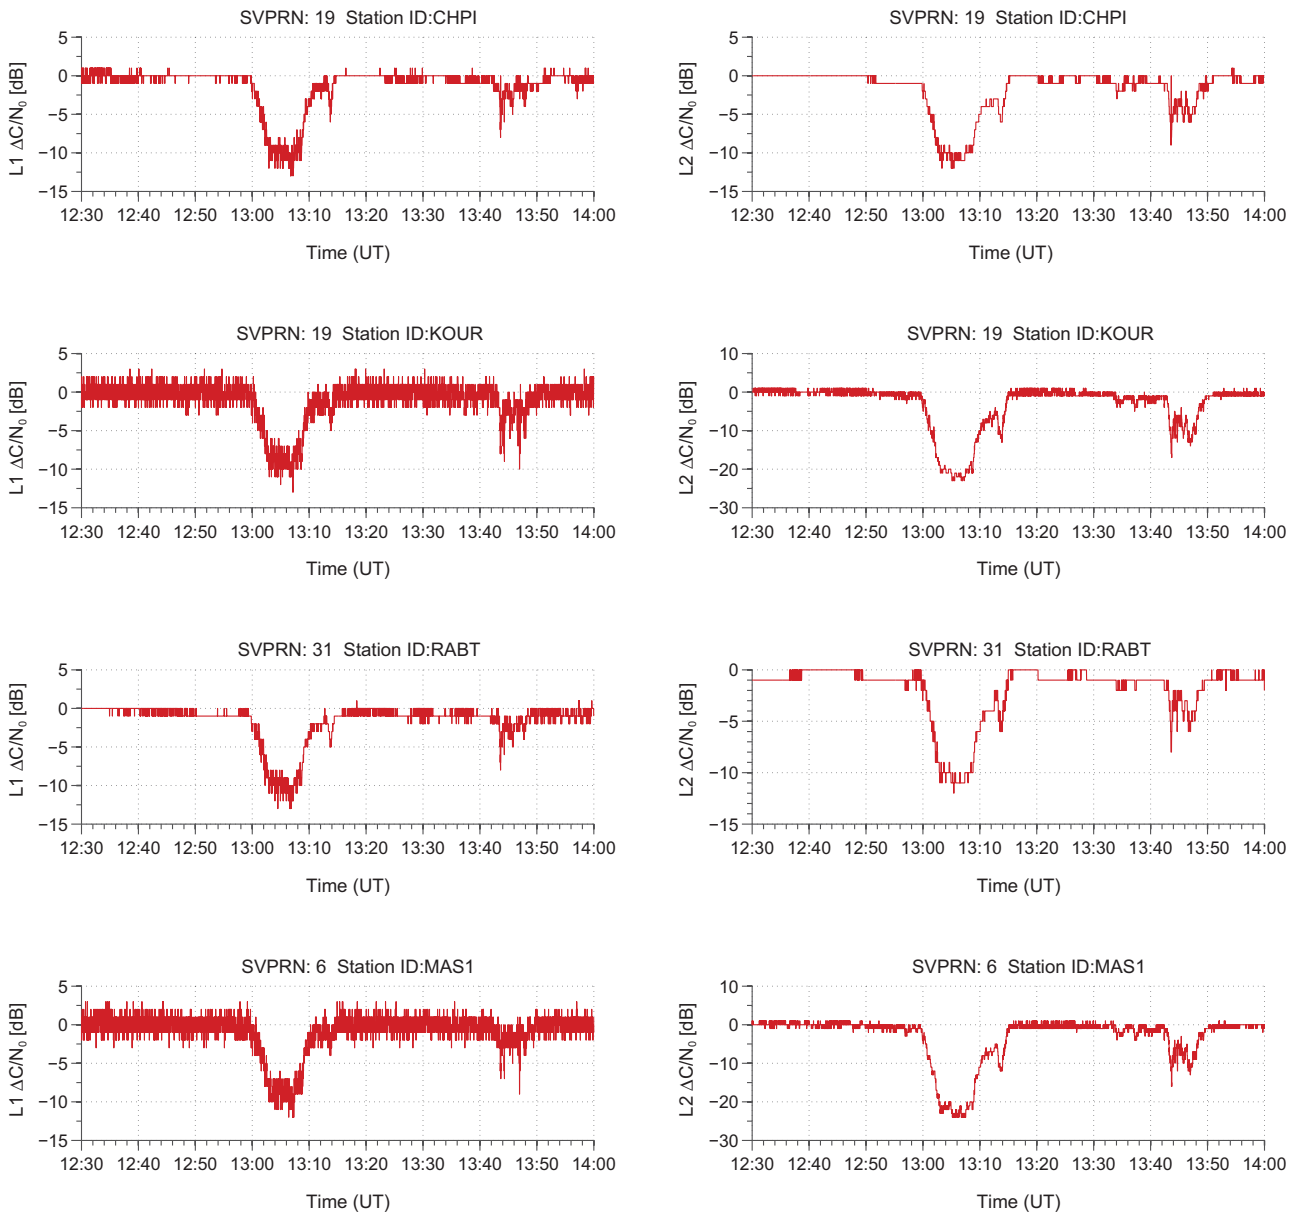 SVPRN: 19 Station ID:CHPI
L1 ΔC/N₀ [dB]
5
0
−5
−10
−15
12:30 12:40 12:50 13:00 13:10 13:20 13:30 13:40 13:50 14:00
Time (UT)
SVPRN: 19 Station ID:CHPI
L2 ΔC/N₀ [dB]
5
0
−5
−10
−15
12:30 12:40 12:50 13:00 13:10 13:20 13:30 13:40 13:50 14:00
Time (UT)
SVPRN: 19 Station ID:KOUR
L1 ΔC/N₀ [dB]
5
0
−5
−10
−15
12:30 12:40 12:50 13:00 13:10 13:20 13:30 13:40 13:50 14:00
Time (UT)
SVPRN: 19 Station ID:KOUR
L2 ΔC/N₀ [dB]
10
0
−10
−20
−30
12:30 12:40 12:50 13:00 13:10 13:20 13:30 13:40 13:50 14:00
Time (UT)
SVPRN: 31 Station ID:RABT
L1 ΔC/N₀ [dB]
5
0
−5
−10
−15
12:30 12:40 12:50 13:00 13:10 13:20 13:30 13:40 13:50 14:00
Time (UT)
SVPRN: 31 Station ID:RABT
L2 ΔC/N₀ [dB]
0
−5
−10
−15
12:30 12:40 12:50 13:00 13:10 13:20 13:30 13:40 13:50 14:00
Time (UT)
SVPRN: 6 Station ID:MAS1
L1 ΔC/N₀ [dB]
5
0
−5
−10
−15
12:30 12:40 12:50 13:00 13:10 13:20 13:30 13:40 13:50 14:00
Time (UT)
SVPRN: 6 Station ID:MAS1
L2 ΔC/N₀ [dB]
10
0
−10
−20
−30
12:30 12:40 12:50 13:00 13:10 13:20 13:30 13:40 13:50 14:00
Time (UT)